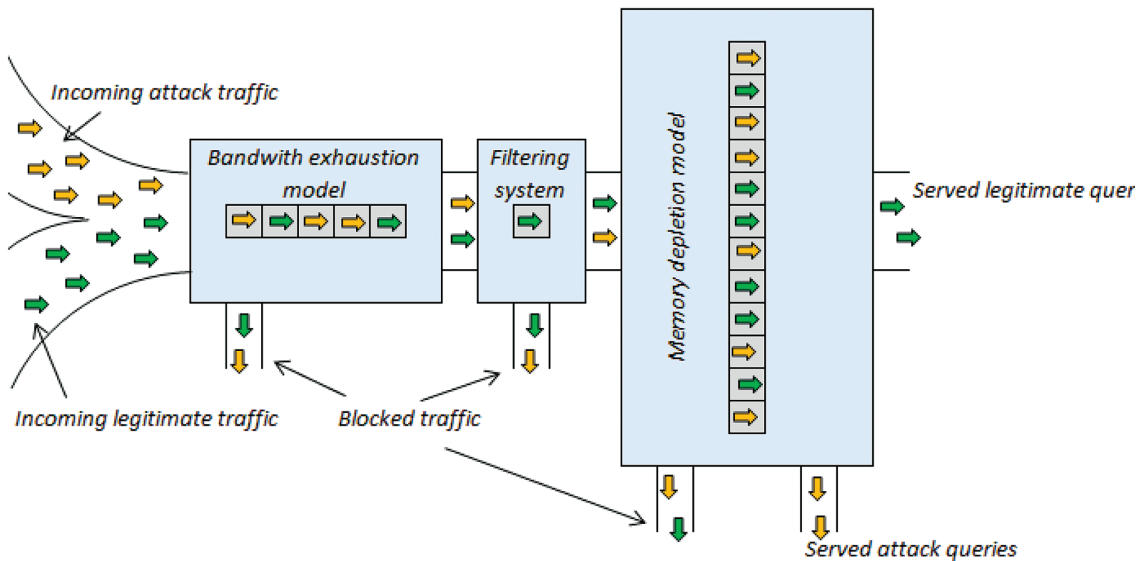 Incoming attack traffic
Bandwith exhaustion
model
Filtering
system
Memory depletion model
Served legitimate quer
Incoming legitimate traffic
Blocked traffic
Served attack queries